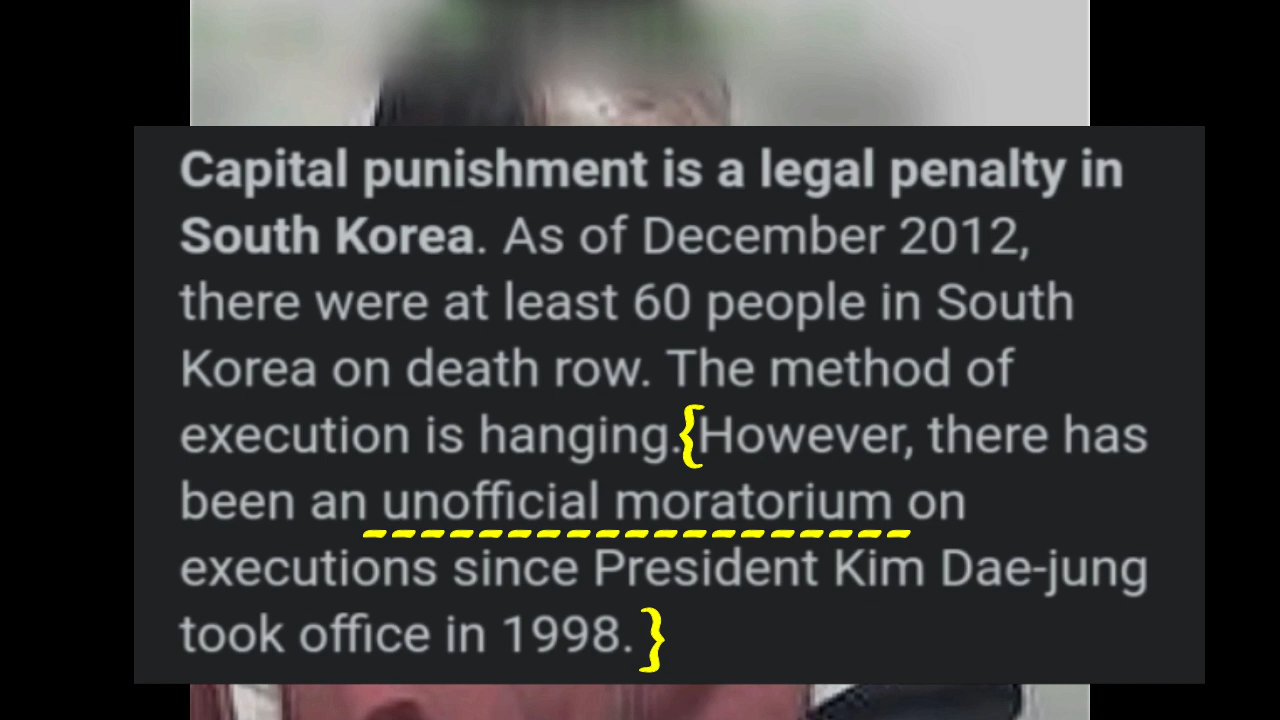 Capital punishment is a legal penalty in
South Korea. As of December 2012,
there were at least 60 people in South
Korea on death row. The method of
execution is hanging.{However, there has
been an unofficial moratorium on
executions since President Kim Dae-jung
took office in 1998.}